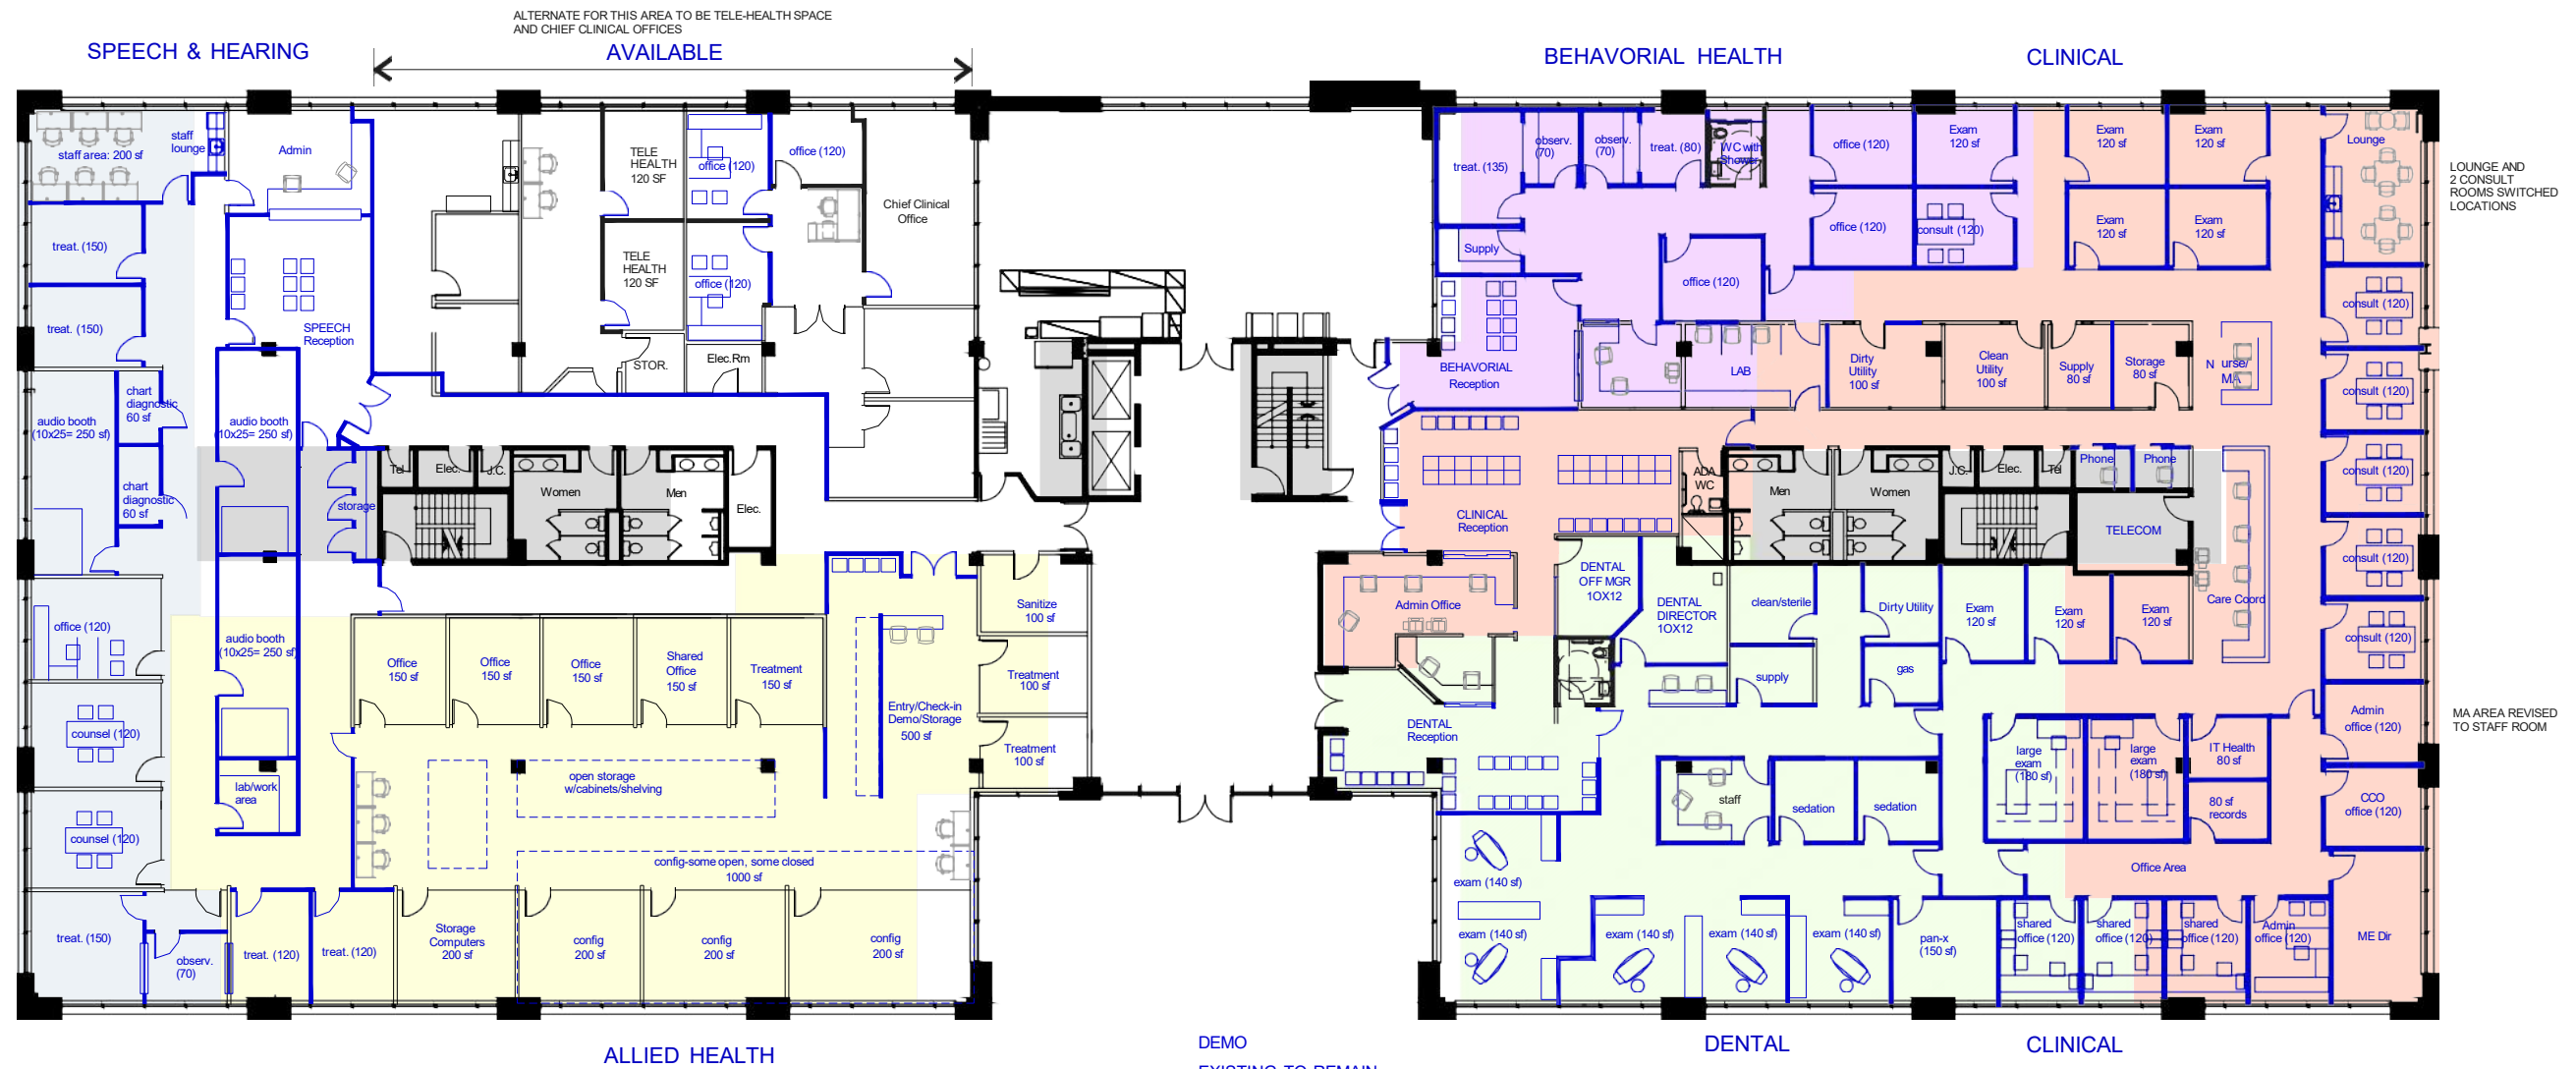 ALTERNATE FOR THIS AREA TO BE TELE-HEALTH SPACE
AND CHIEF CLINICAL OFFICES
SPEECH & HEARING
AVAILABLE
BEHAVORIAL HEALTH
CLINICAL
staff area: 200 sf
staff
lounge
Admin
treat. (150)
treat. (150)
SPEECH
Reception
audio booth
(10x25= 250 sf)
chart
diagnostic
60 sf
chart
diagnostic
60 sf
audio booth
(10x25= 250 sf)
storage
TELE
HEALTH
120 SF
TELE
HEALTH
120 SF
office (120)
office (120)
office (120)
Chief Clinical
Office
STOR.
Elec.Rm
Tel
Elec.
J.C.
Women
Men
Elec.
office (120)
counsel (120)
counsel (120)
treat. (150)
observ.
(70)
audio booth
(10x25= 250 sf)
lab/work
area
treat. (120)
treat. (120)
Office
150 sf
Office
150 sf
Office
150 sf
Shared
Office
150 sf
Treatment
150 sf
Entry/Check-in
Demo/Storage
500 sf
Sanitize
100 sf
Treatment
100 sf
Treatment
100 sf
open storage
w/cabinets/shelving
config-some open, some closed
1000 sf
Storage
Computers
200 sf
config
200 sf
config
200 sf
config
200 sf
treat. (135)
observ.
(70)
observ.
(70)
treat. (80)
WC with
Shower
office (120)
office (120)
office (120)
Supply
Exam
120 sf
consult (120)
Exam
120 sf
Exam
120 sf
Exam
120 sf
Exam
120 sf
Lounge
LOUNGE AND
2 CONSULT
ROOMS SWITCHED
LOCATIONS
BEHAVORIAL
Reception
LAB
Dirty
Utility
100 sf
Clean
Utility
100 sf
Supply
80 sf
Storage
80 sf
N urse/
MA
consult (120)
consult (120)
consult (120)
consult (120)
consult (120)
CLINICAL
Reception
ADA
WC
Men
Women
J.C.
Elec.
Tel
Phone
Phone
TELECOM
Care Coord
Admin Office
DENTAL
OFF MGR
1OX12
DENTAL
DIRECTOR
1OX12
clean/sterile
supply
Dirty Utility
gas
Exam
120 sf
Exam
120 sf
Exam
120 sf
DENTAL
Reception
staff
sedation
sedation
large
exam
(180 sf)
large
exam
(180 sf)
IT Health
80 sf
80 sf
records
Admin
office (120)
CCO
office (120)
MA AREA REVISED
TO STAFF ROOM
Office Area
exam (140 sf)
exam (140 sf)
exam (140 sf)
exam (140 sf)
exam (140 sf)
pan-x
(150 sf)
shared
office (120)
shared
office (120)
shared
office (120)
Admin
office (120)
ME Dir
ALLIED HEALTH
DEMO
EXISTING TO REMAIN
DENTAL
CLINICAL